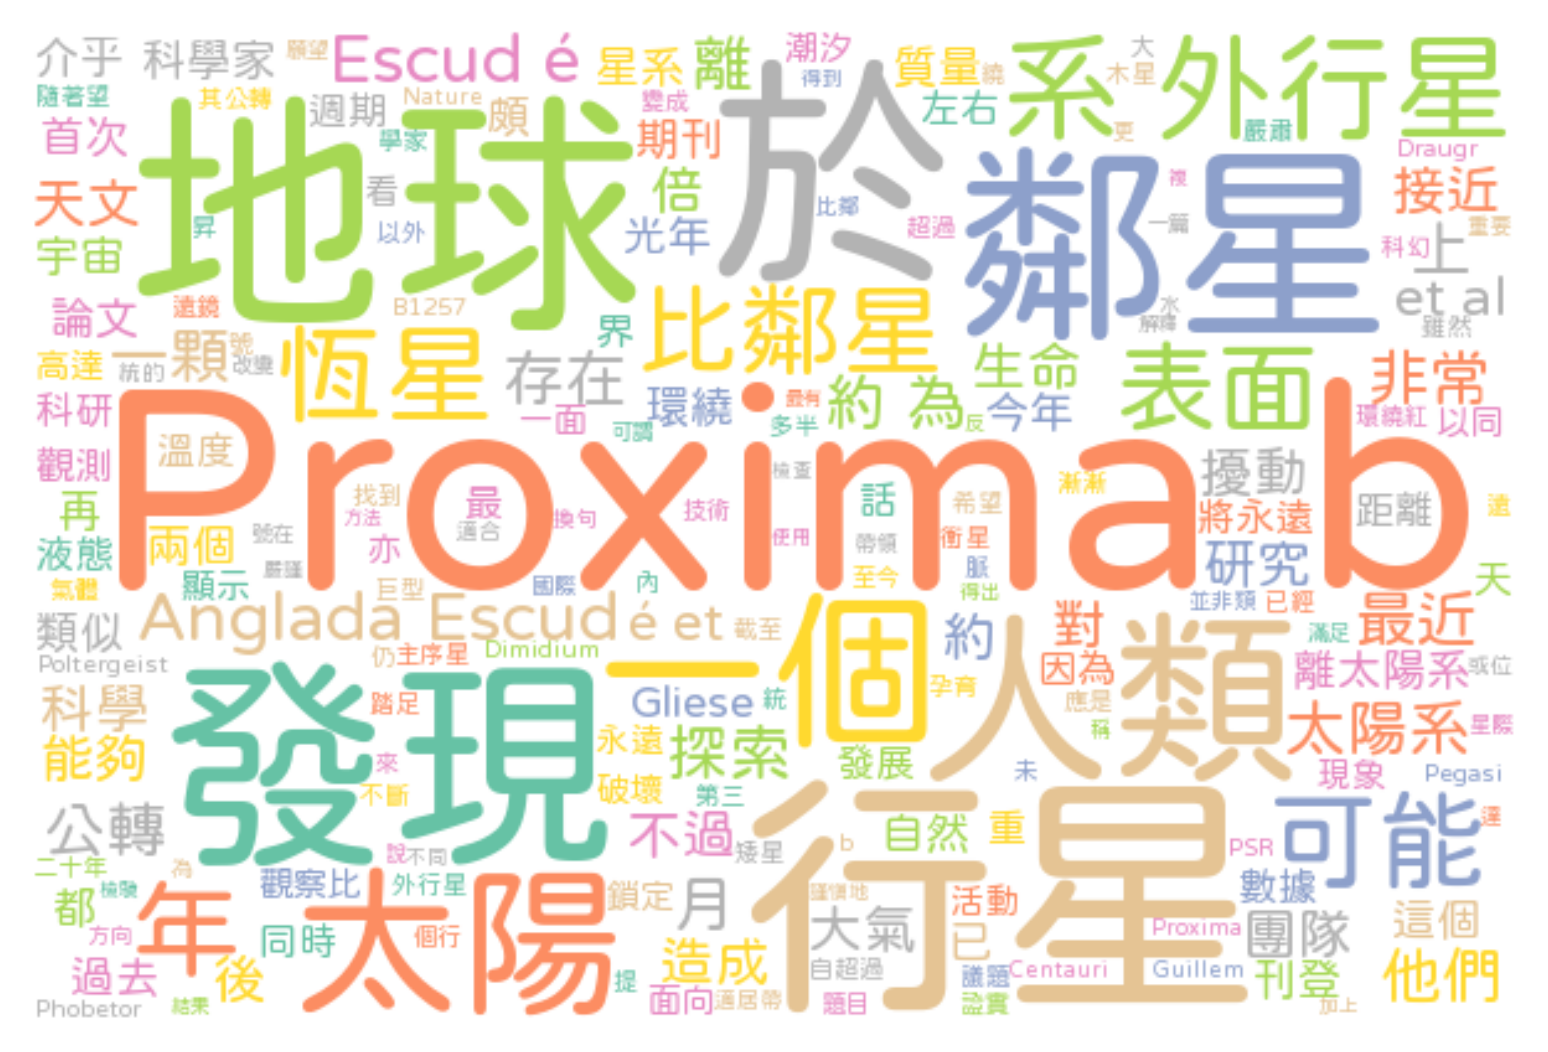 介乎 科學家 願望 Escud é 星系 離 潮汐 得到 質量 繞 系 外行星 大 木星
隨著望 其公轉 週期 Nature 頗 變成 左右 更 嚴肅
首次 學家 期刊 Draugr
地球 於 鄰星
天文 看 倍 比鄰 複 接近
昇 以外 光年 超過 一篇 科幻 上 重要
宇宙
論文 遠鏡 B1257 界 比鄰星 水 解釋 et al 雖然
一顆 號 改變 恆星 存在 生命 表面 非常
高達 統的
科研 一面 可謂 環繞 最有 多半 約 為 反 今年 環繞紅 以同
Proxima b
觀測 溫度 檢查 漸漸 擾動
再 找到 最 話 希望 距離 遠
方法 適合 換句 技術 將永遠
液態 兩個 號在 亦 使用 帶領 衝星 研究
氣體 顯示 嚴謹 巨型 國際 內 至今 脈 得出 並非類 已經 天
類似 Anglada Escud é et 截至 一個 約 人類 對 滿足 最近
Poltergeist 仍 主序星 Dimidium 因為 離太陽系 或位
科學 發現 踏足 Gliese 統 孕育 應是 稱 太陽系 星際
能夠 來 永遠 探索 發展 未 現象 Pegasi
不斷 破壞 第三
公轉 說 不同 不過 矮星 行星 b 自然 重 PSR 可能 達
二十年 為 觀察比 外行星 數據
都 檢驗 年 太陽 鎖定 月 謹慎地 活動
方向 同時 個行 大氣 已 Proxima 團隊 這個
過去 後 造成 自超過 議題 Centauri Guillem 刊登 他們
Phobetor 結果 提 面向 適居帶 題目 證實 加上